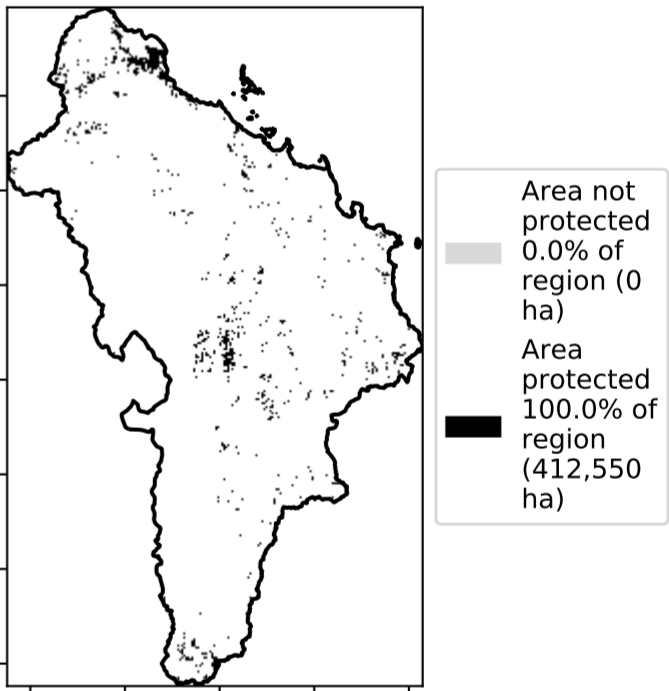 Area not
protected
0.0% of
region (0
ha)
Area
protected
100.0% of
region
(412,550
ha)